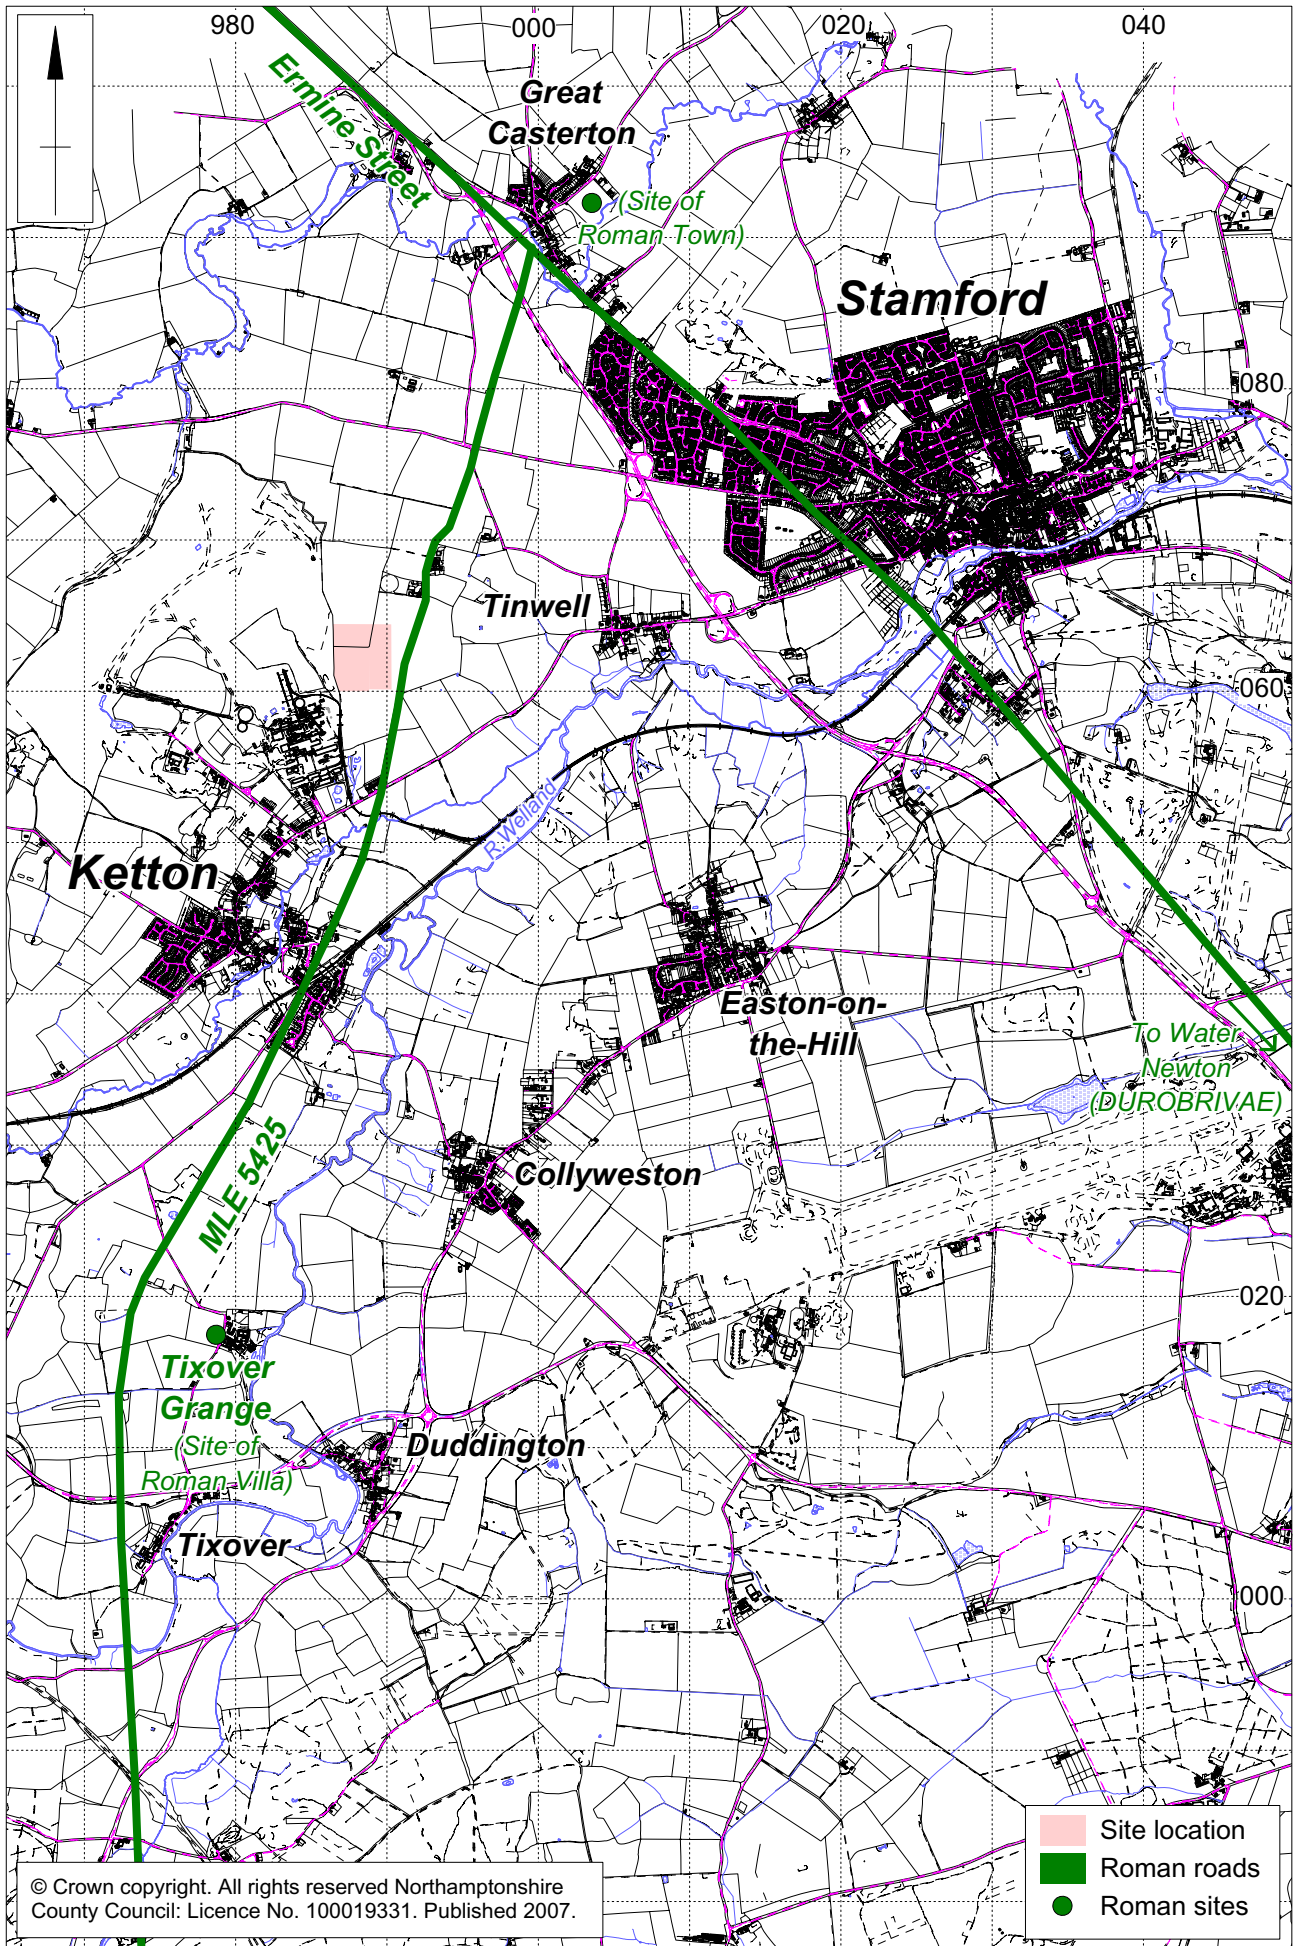 980
000
020
040
Ermine Street
Great
Casterton
(Site of
Roman Town)
Stamford
080
Tinwell
060
R.Welland
Ketton
Easton-on-
the-Hill
To Water
Newton
(DUROBRIVAE)
MLE 5425
Collyweston
020
Tixover
Grange
(Site of
Roman Villa)
Duddington
Tixover
000
Site location
Roman roads
Roman sites
© Crown copyright. All rights reserved Northamptonshire
County Council: Licence No. 100019331. Published 2007.